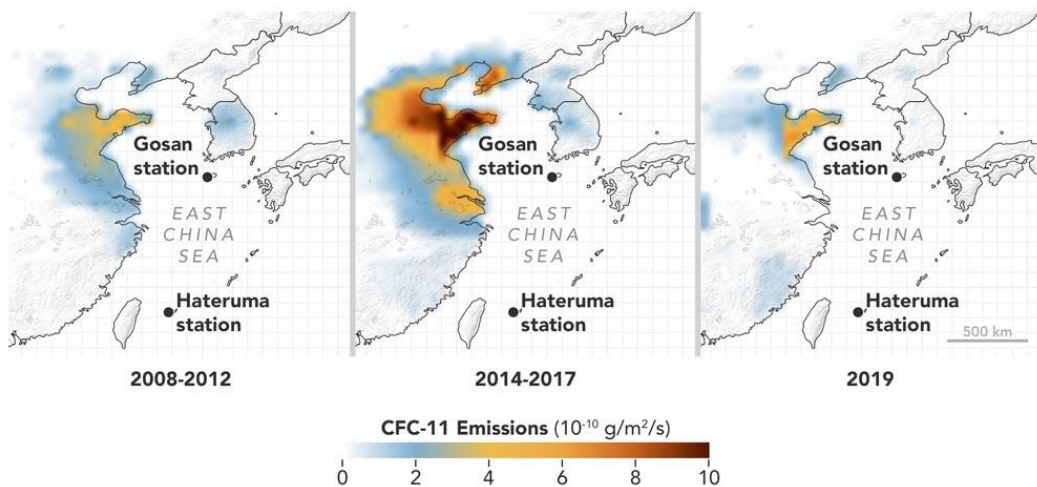 Gosan
station
EAST
CHINA
SEA
Hateruma
station
2008-2012
Gosan
station
EAST
CHINA
SEA
Hateruma
station
2014-2017
Gosan
station
EAST
CHINA
SEA
Hateruma
station
500 km
2019
CFC-11 Emissions (10⁻¹⁰ g/m²/s)
0 2 4 6 8 10